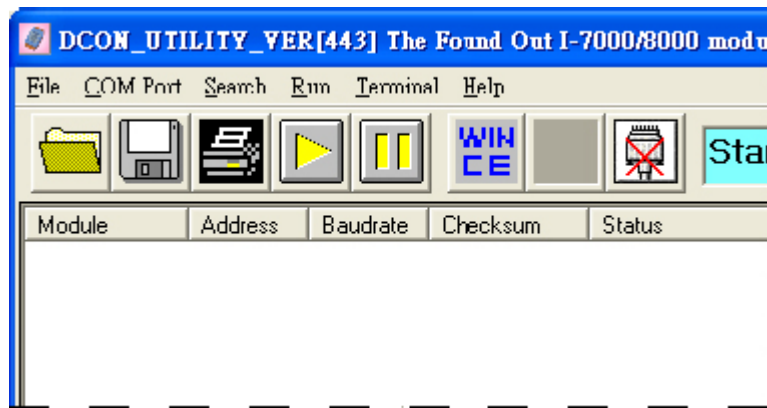 DCON_UTILITY_VER[443] The Found Out I-7000/8000 modu
File COM Port Search Run Terminal Help
WIN
CE
Star
Module Address Baudrate Checksum Status